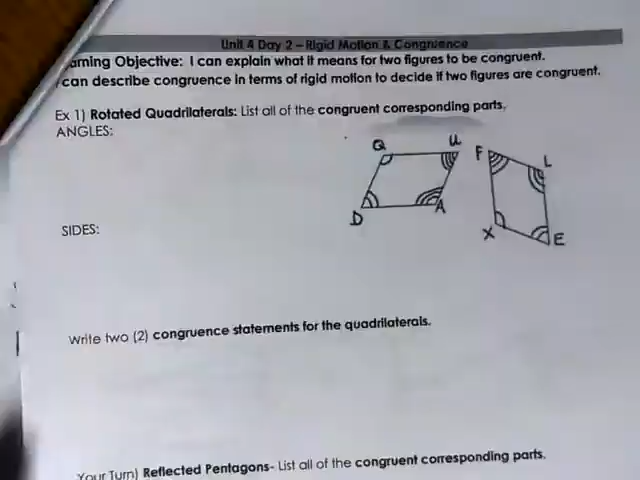 Unit 4 Day 2 – Rigid Motion & Congruence
arning Objective: I can explain what it means for two figures to be congruent.
can describe congruence in terms of rigid motion to decide if two figures are congruent.
Ex 1) Rotated Quadrilaterals: List all of the congruent corresponding parts.
ANGLES:
Q U F L
D A X E
SIDES:
Write two (2) congruence statements for the quadrilaterals.
Your Turn) Reflected Pentagons- List all of the congruent corresponding parts.